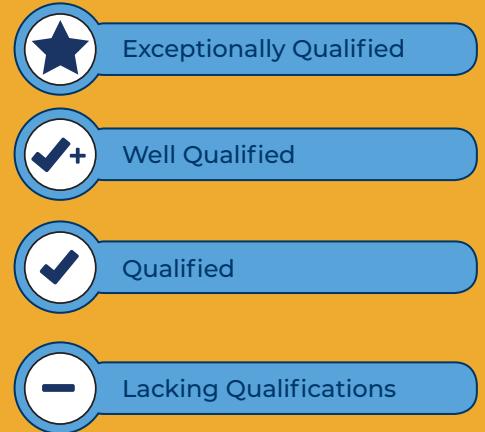 Exceptionally Qualified
Well Qualified
Qualified
Lacking Qualifications